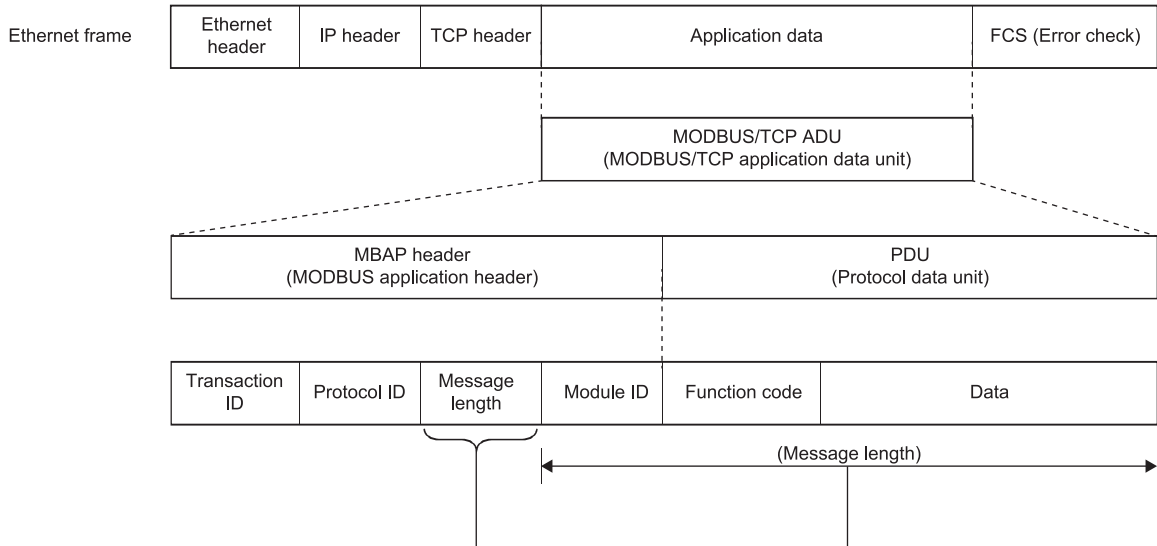 Ethernet frame
Ethernet
header
IP header
TCP header
Application data
FCS (Error check)
MODBUS/TCP ADU
(MODBUS/TCP application data unit)
MBAP header
(MODBUS application header)
PDU
(Protocol data unit)
Transaction
ID
Protocol ID
Message
length
Module ID
Function code
Data
(Message length)